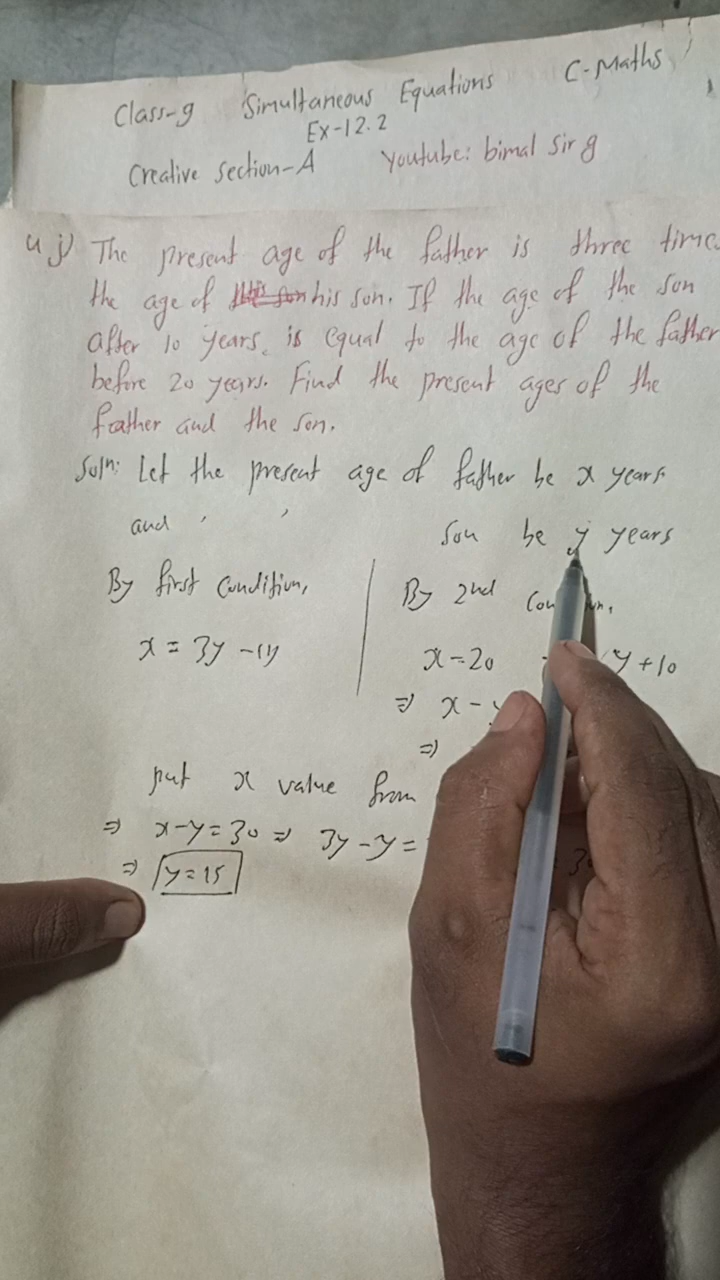 Class-9 Simultaneous Equations C-Maths
Ex-12.2
Creative Section-A Youtube: bimal Sir g
4 j) The present age of the father is three time
the age of his son. If the age of the son
after 10 years, is equal to the age of the father
before 20 years. Find the present ages of the
father and the son.
Soln: Let the present age of father be x years
and , , son be y years
By first Condition,
x = 3y -(i)
By 2nd
x-20 y+10
⇒ x-
⇒
put x value from
⇒ x-y=30 ⇒ 3y-y=
⇒ y=15